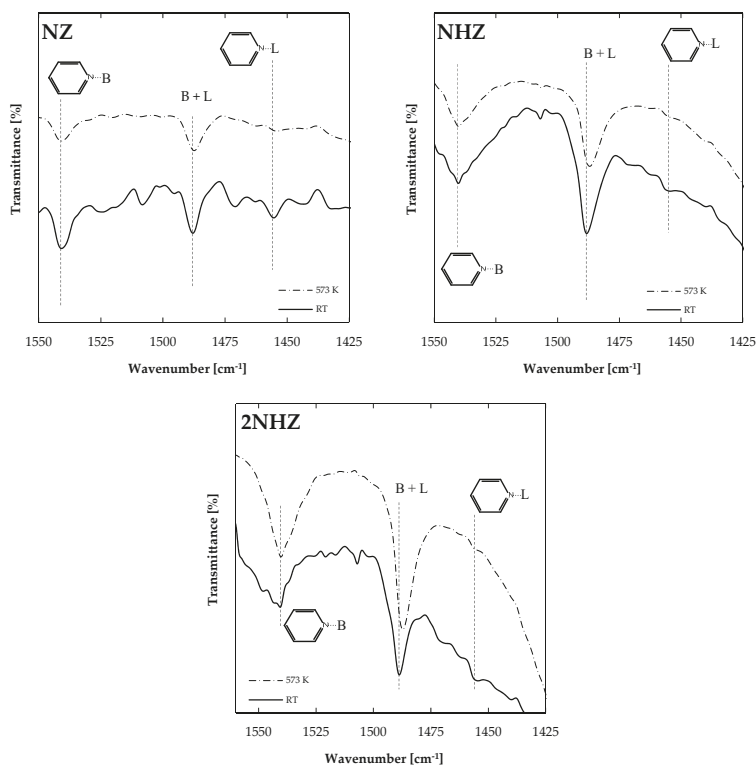 NZ
N···L
N···B
B + L
Transmittance [%]
573 K
RT
1550 1525 1500 1475 1450 1425
Wavenumber [cm-1]
NHZ
N···L
B + L
Transmittance [%]
N···B
573 K
RT
1550 1525 1500 1475 1450 1425
Wavenumber [cm-1]
2NHZ
B + L
N···L
Transmittance [%]
N···B
573 K
RT
1550 1525 1500 1475 1450 1425
Wavenumber [cm-1]